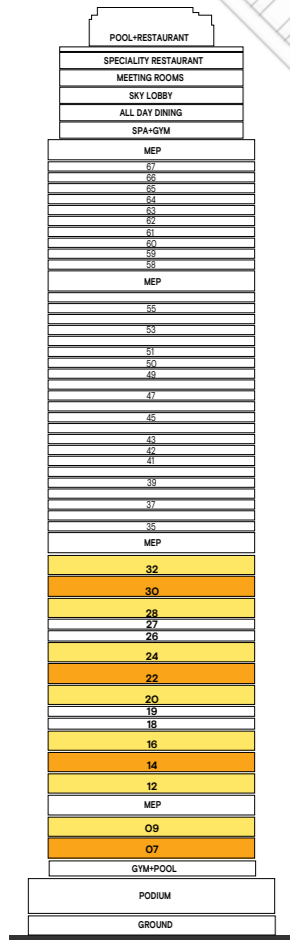 POOL+RESTAURANT
SPECIALITY RESTAURANT
MEETING ROOMS
SKY LOBBY
ALL DAY DINING
SPA+GYM
MEP
67
66
65
64
63
62
61
60
59
58
MEP
55
53
51
50
49
47
45
43
42
41
39
37
35
MEP
32
30
28
27
26
24
22
20
19
18
16
14
12
MEP
09
07
GYM+POOL
PODIUM
GROUND